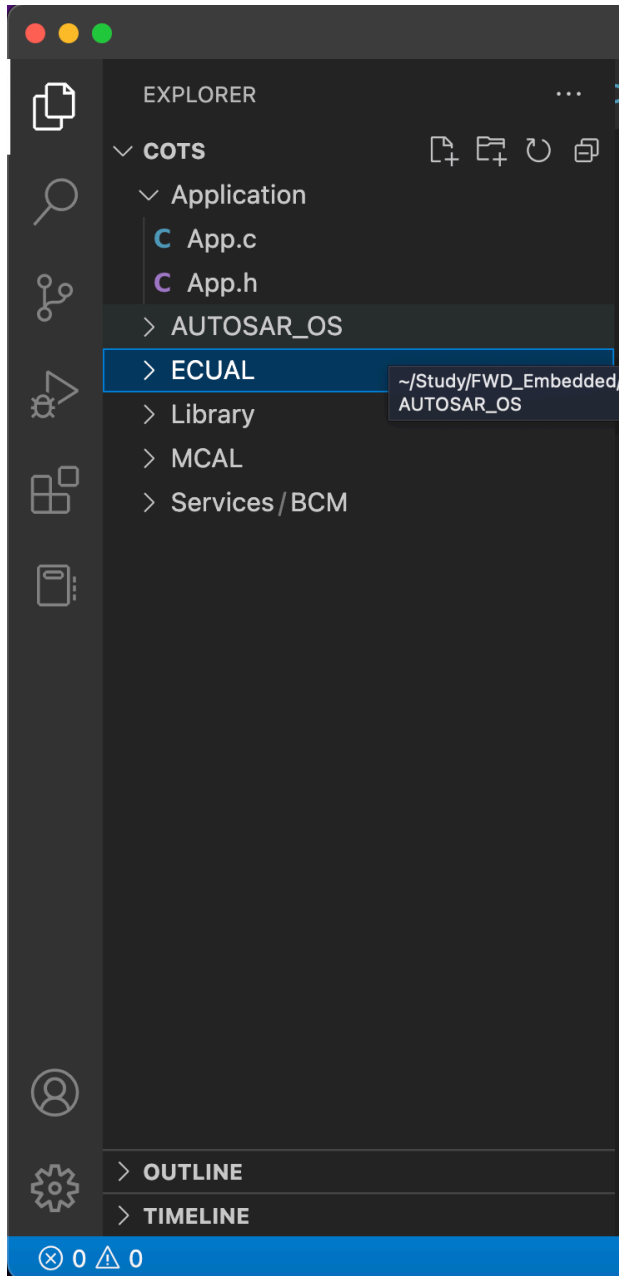 EXPLORER
COTS
Application
C App.c
C App.h
AUTOSAR_OS
ECUAL
~/Study/FWD_Embedded/
AUTOSAR_OS
Library
MCAL
Services/BCM
OUTLINE
TIMELINE
0 0